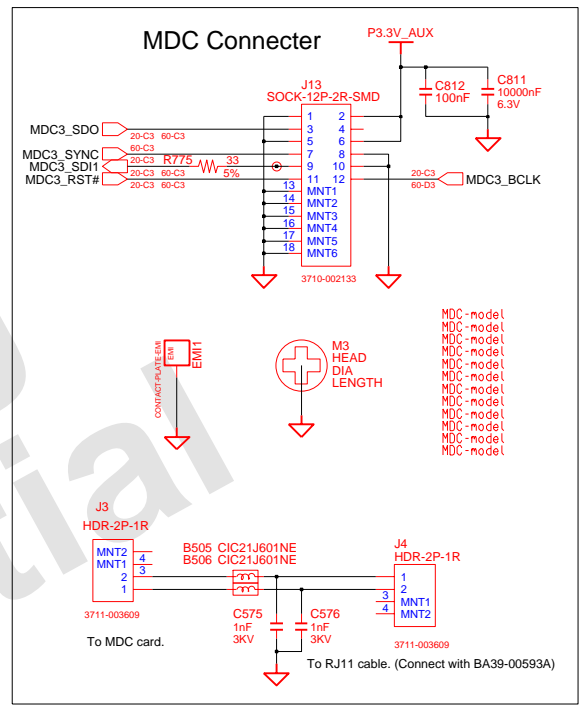 MDC Connecter
P3.3V_AUX
J13
SOCK-12P-2R-SMD
C812
100nF
C811
10000nF
6.3V
1
2
MDC3_SDO
20-C3 60-C3
3
4
5
6
MDC3_SYNC
60-C3
7
8
MDC3_SDI1
20-C3 60-C3
R775
33
5%
9
10
MDC3_RST#
20-C3 60-C3
11
12
20-C3
60-D3
MDC3_BCLK
13 MNT1
14 MNT2
15 MNT3
16 MNT4
17 MNT5
18 MNT6
3710-002133
CONTACT-PLATE-EMI
EMI
EMI1
M3
HEAD
DIA
LENGTH
MDC-model
MDC-model
MDC-model
MDC-model
MDC-model
MDC-model
MDC-model
MDC-model
MDC-model
MDC-model
MDC-model
MDC-model
J3
HDR-2P-1R
MNT2
MNT1
4
3
2
1
1
3711-003609
To MDC card.
B505 CIC21J601NE
B506 CIC21J601NE
C575
1nF
3KV
C576
1nF
3KV
J4
HDR-2P-1R
1
2
3
MNT1
4
MNT2
3711-003609
To RJ11 cable. (Connect with BA39-00593A)
tial